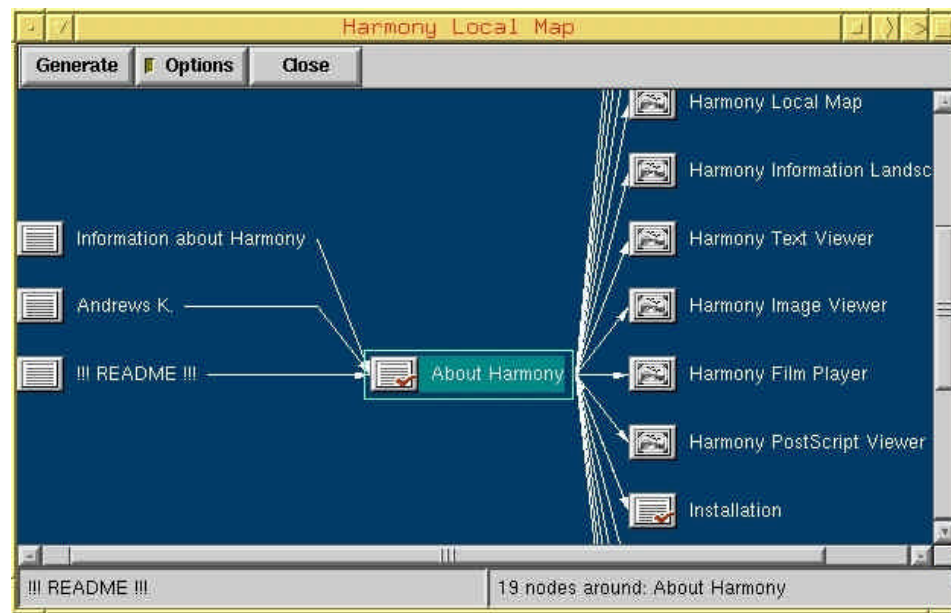 Harmony Local Map
Generate Options Close
Harmony Local Map
Harmony Information Landsc
Information about Harmony
Harmony Text Viewer
Andrews K.
Harmony Image Viewer
!!! README !!!
About Harmony
Harmony Film Player
Harmony PostScript Viewer
Installation
!!! README !!!
19 nodes around: About Harmony